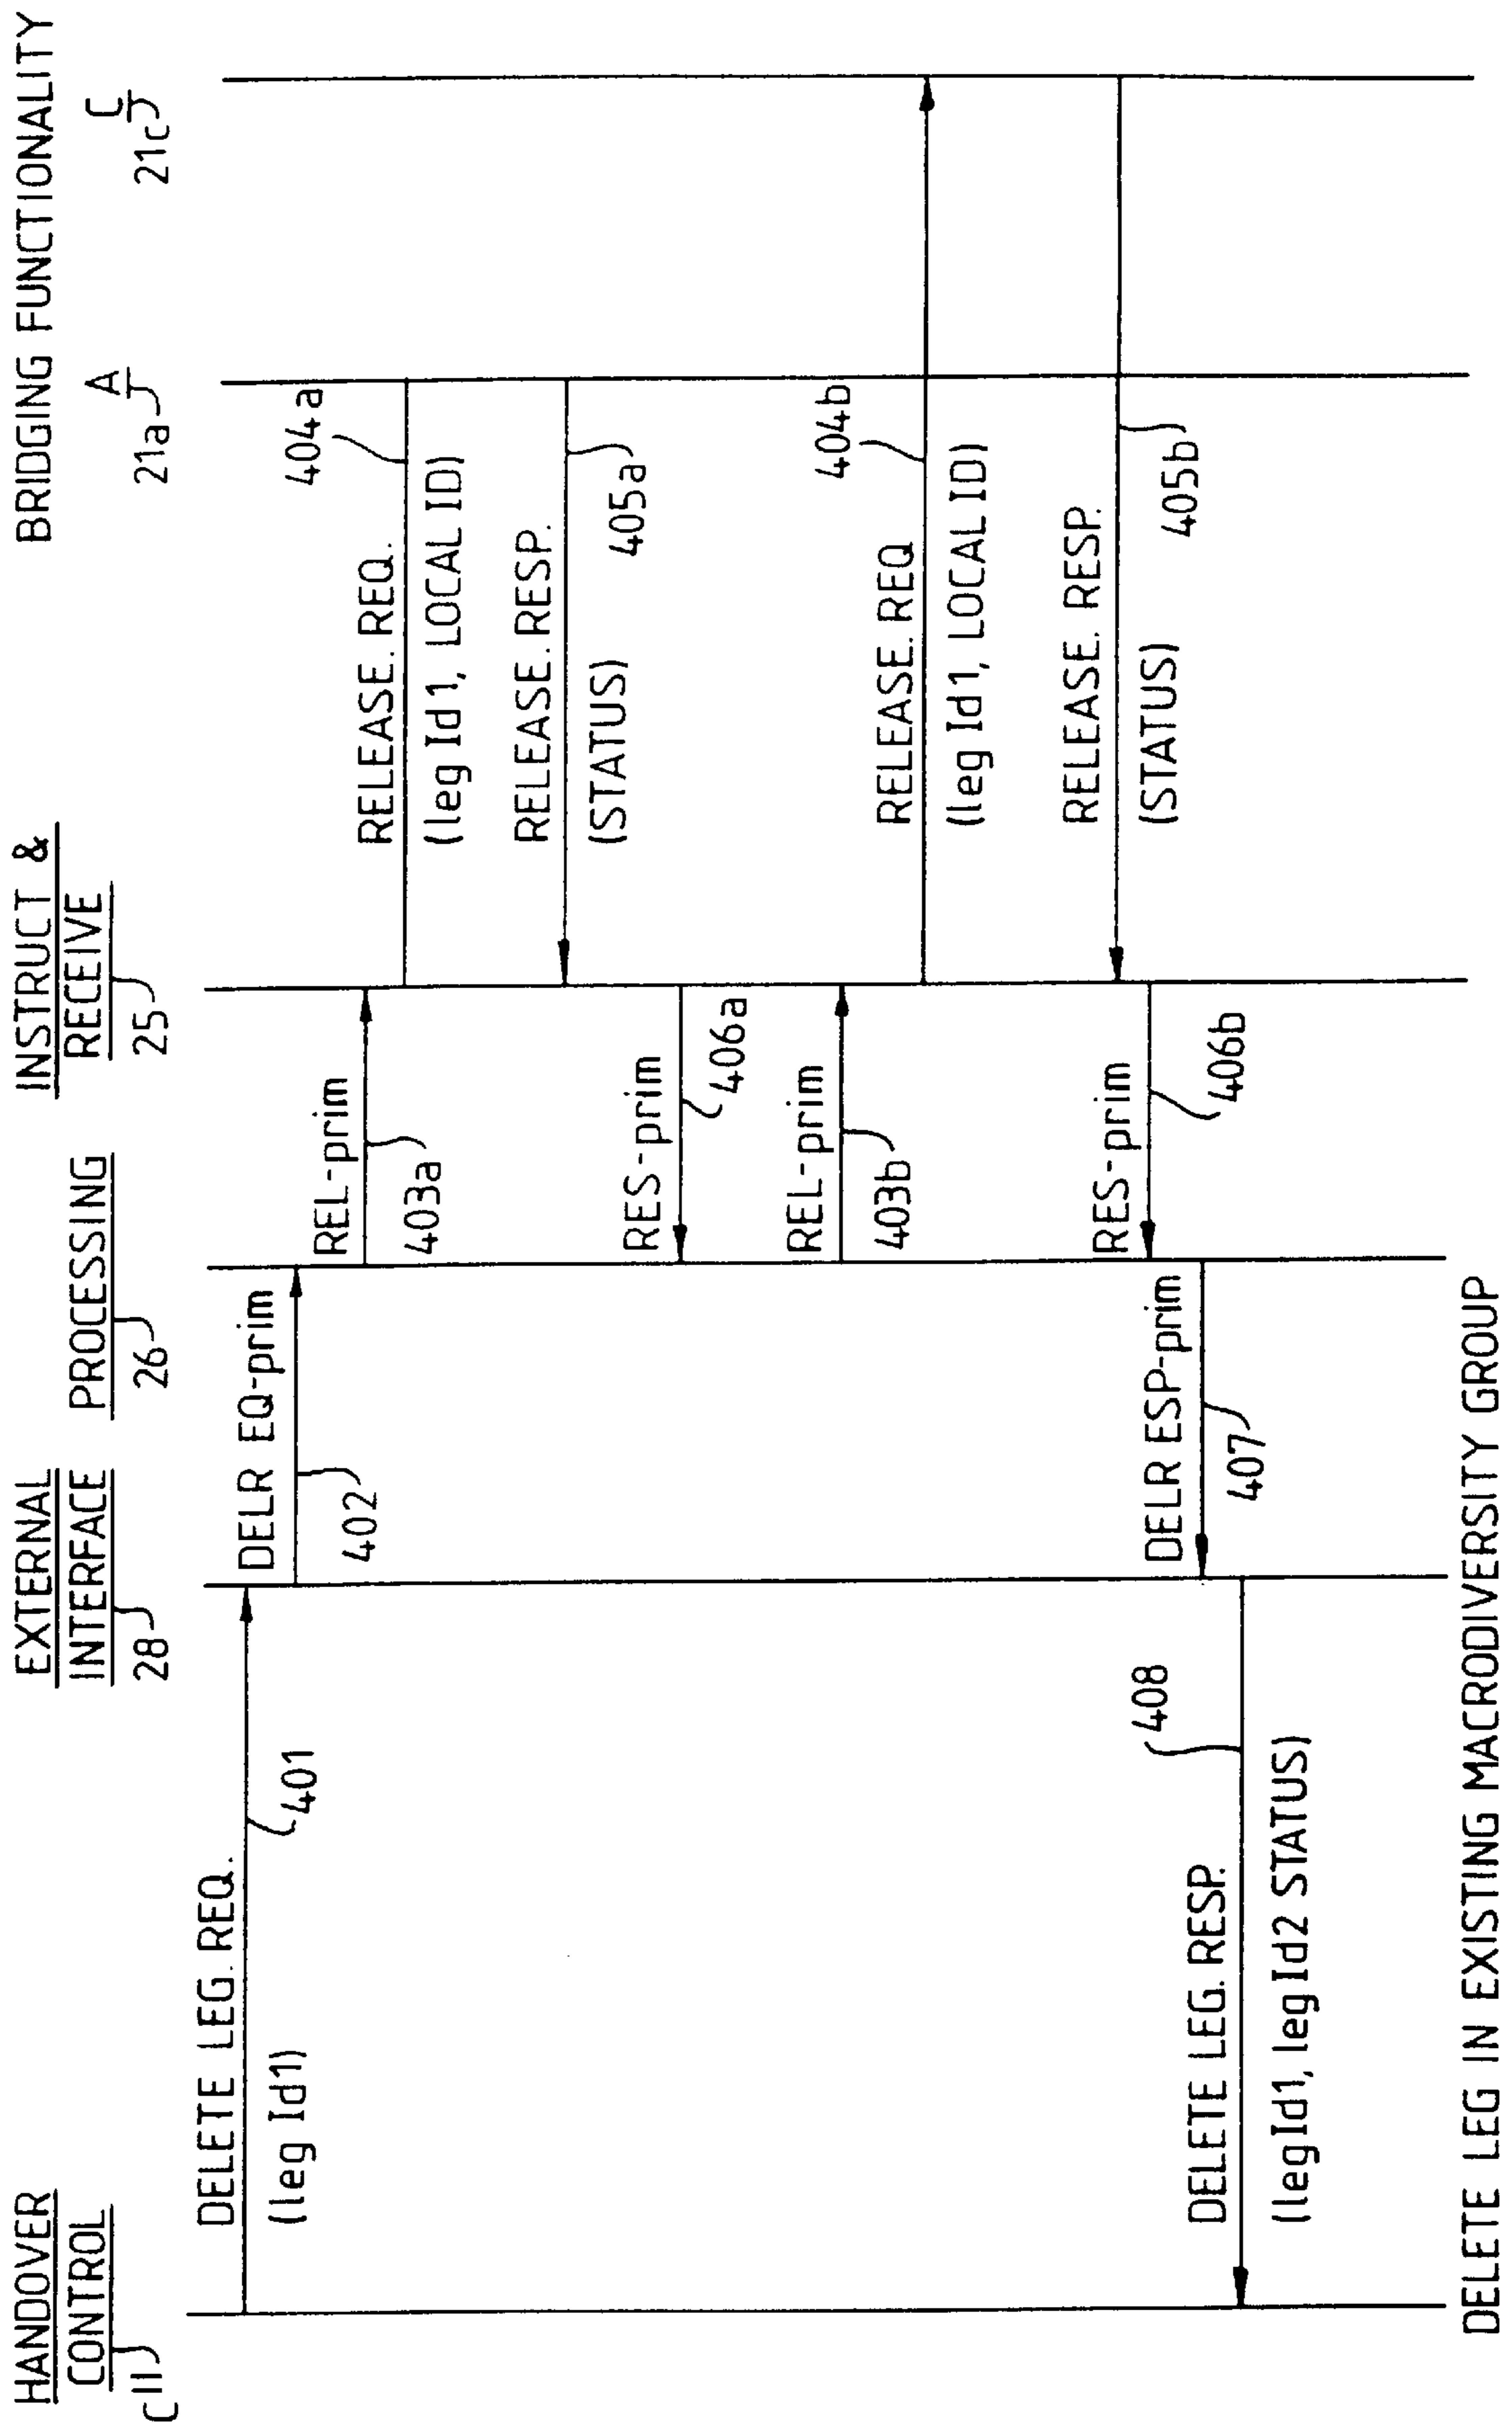 HANDOVER
CONTROL
C11
EXTERNAL
INTERFACE
28
PROCESSING
26
INSTRUCT &
RECEIVE
25
BRIDGING FUNCTIONALITY
A
21a
C
21c
DELETE LEG. REQ.
(leg Id1)
401
DELR EQ-prim
402
REL-prim
403a
RELEASE. REQ.
(leg Id1, LOCAL ID)
404a
RELEASE. RESP.
(STATUS)
405a
RES-prim
406a
REL-prim
403b
RELEASE. REQ
(leg Id1, LOCAL ID)
404b
RELEASE. RESP.
(STATUS)
405b
RES-prim
406b
DELR ESP-prim
407
DELETE LEG. RESP.
(legId1, legId2 STATUS)
408
DELETE LEG IN EXISTING MACRODIVERSITY GROUP